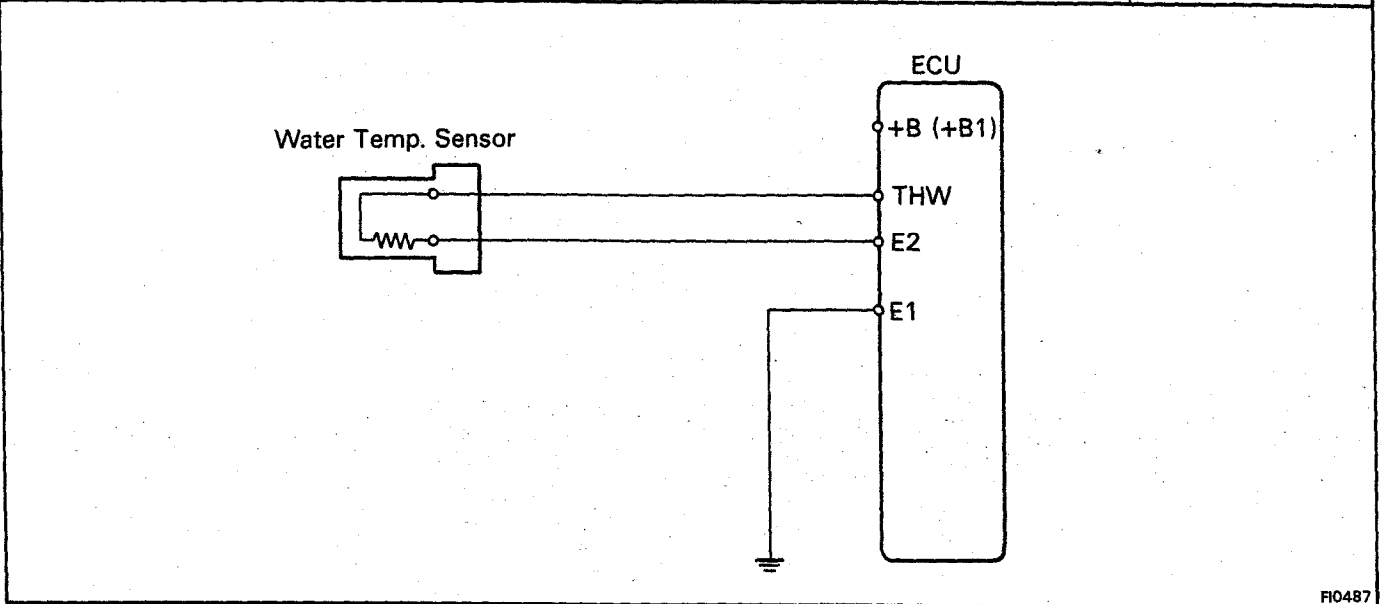 ECU
+B (+B1)
Water Temp. Sensor
THW
E2
E1
FI0487